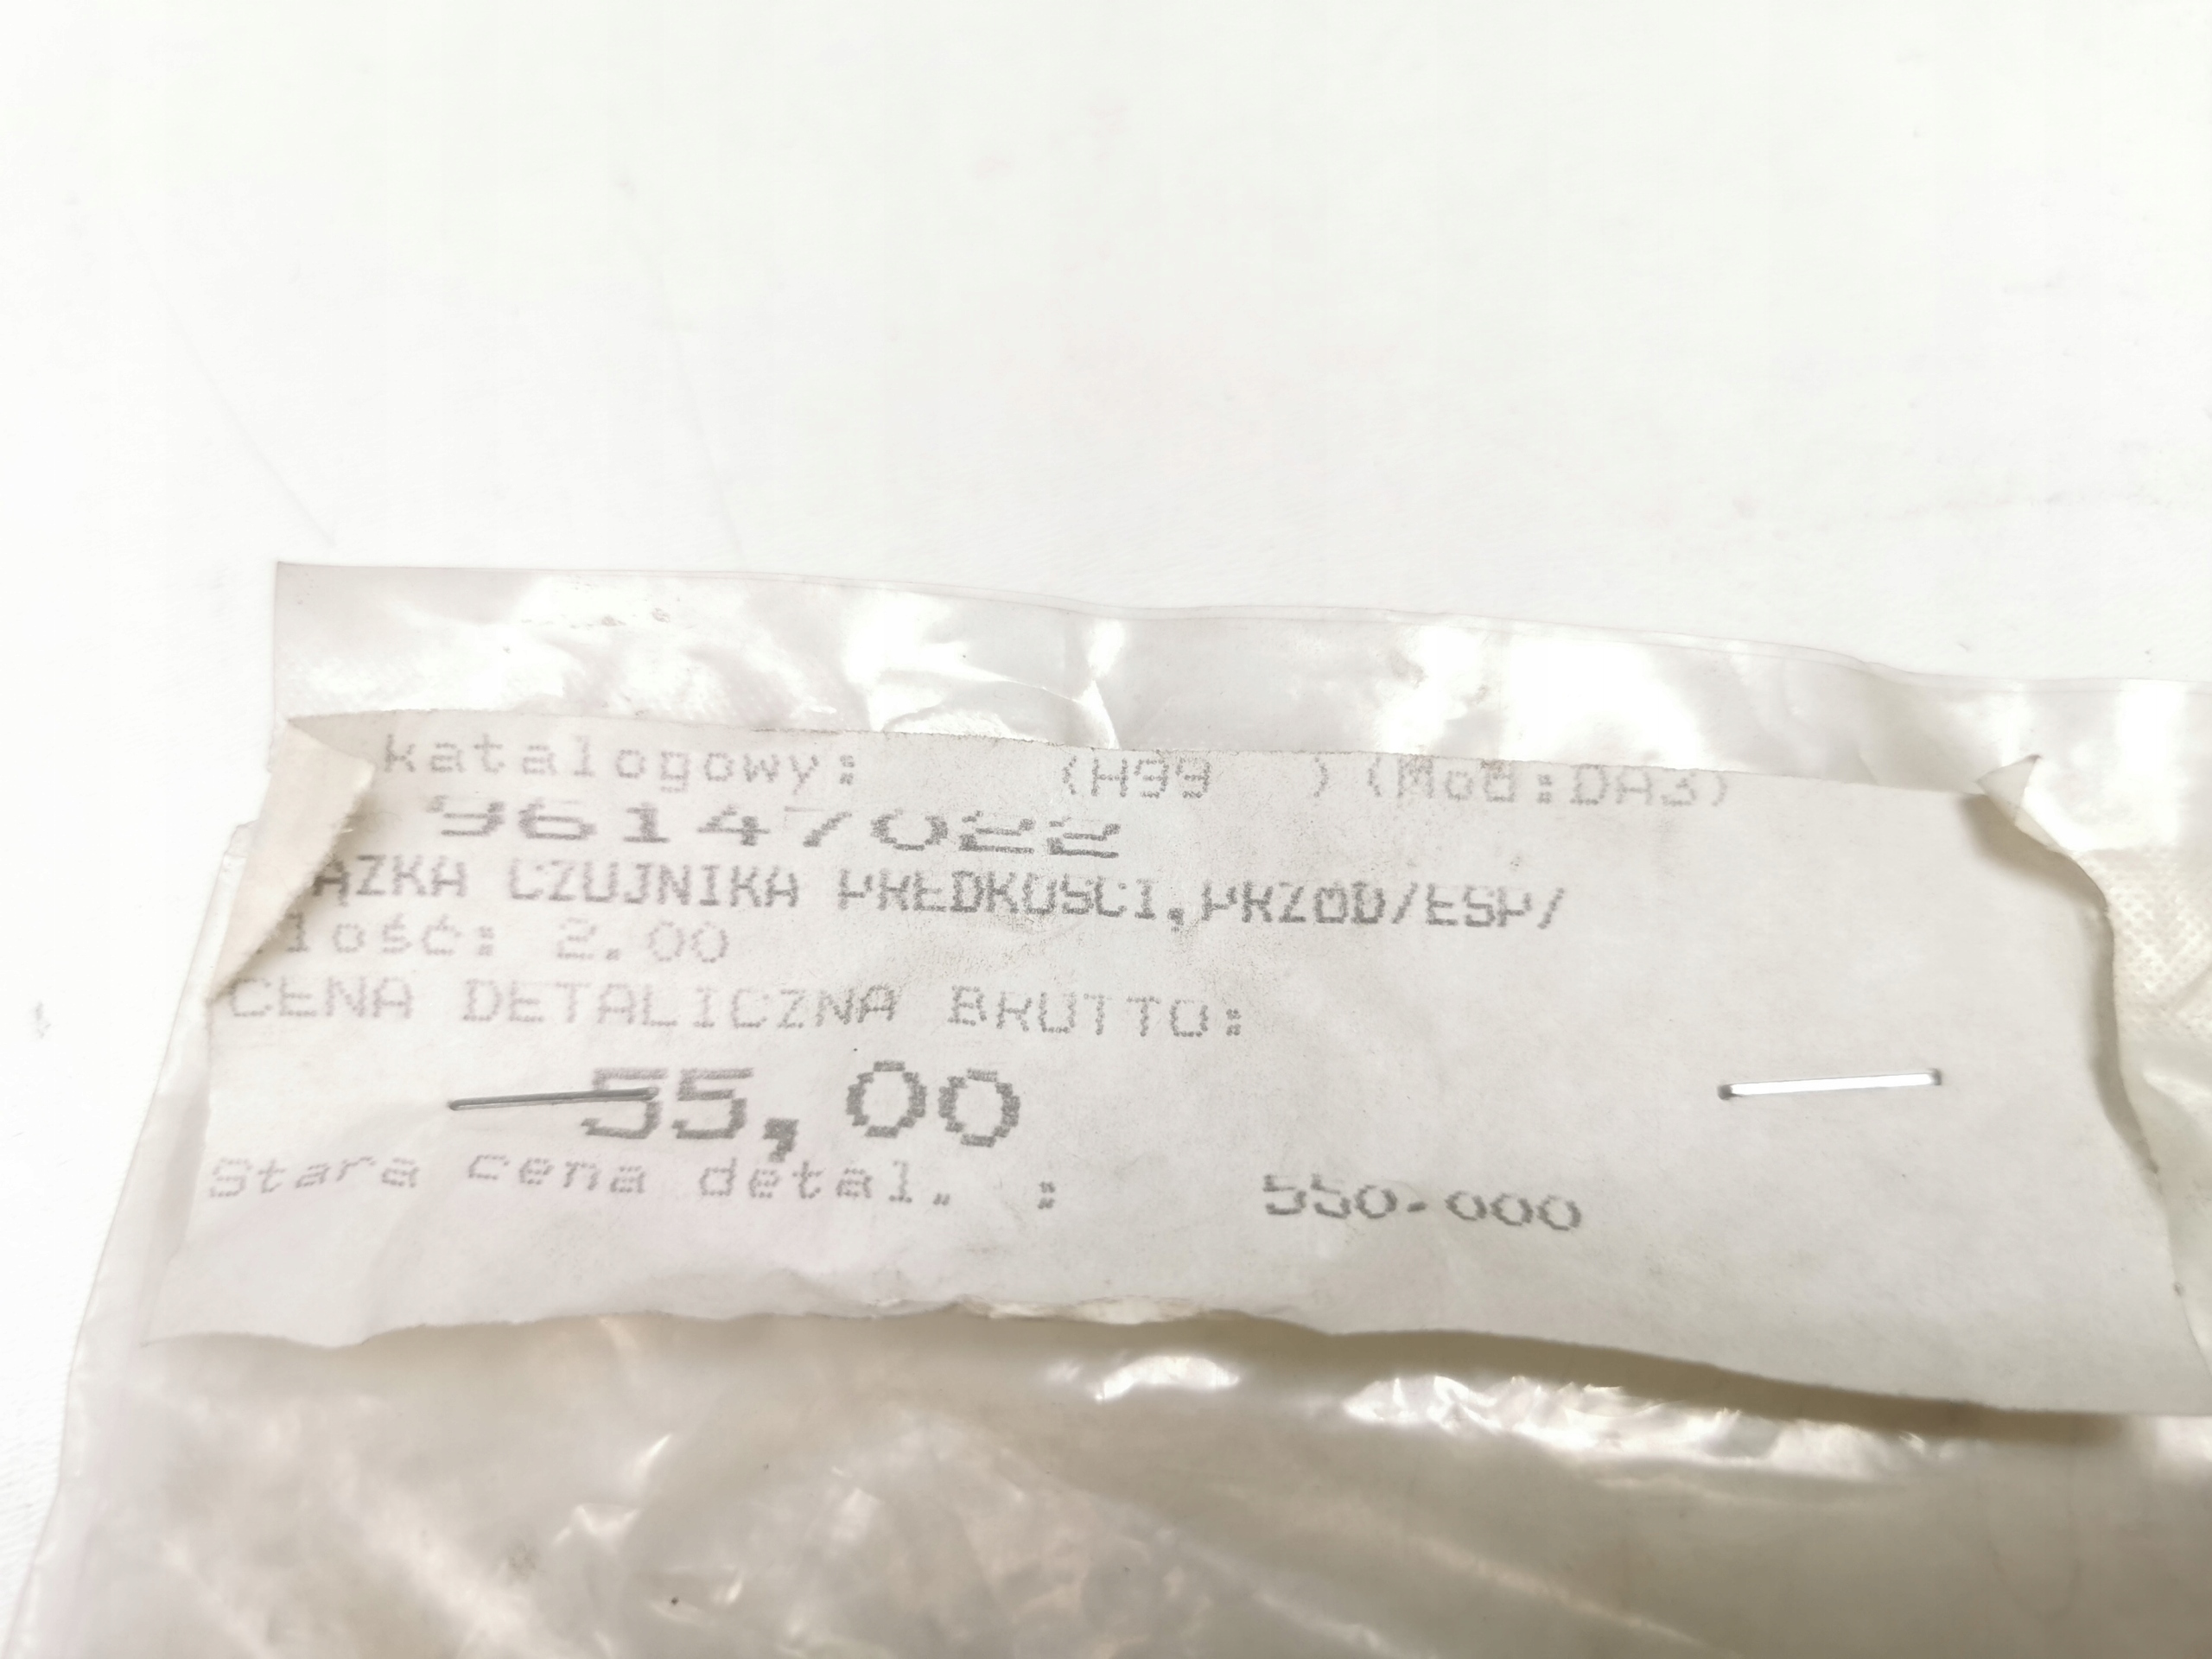 katalogowy: (H99 ) (Mod:DA3)
96147022
ĄZKA CZUJNIKA PRĘDKOŚCI,PRZÓD/ESP/
Ilość: 2.00
CENA DETALICZNA BRUTTO:
55,00
Stara cena detal. : 550.000